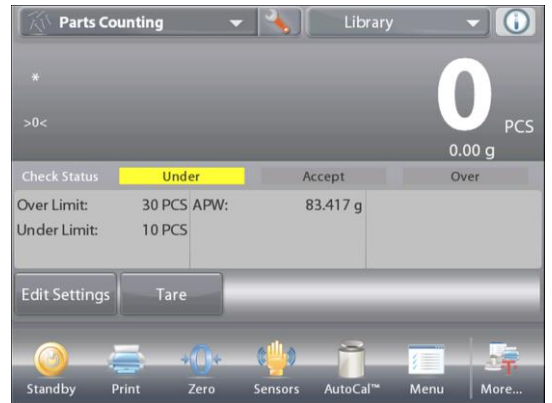 Parts Counting
Library
*
0
>0<
PCS
0.00 g
Check Status Under Accept Over
Over Limit: 30 PCS APW: 83.417 g
Under Limit: 10 PCS
Edit Settings Tare
Standby Print Zero Sensors AutoCal™ Menu More...